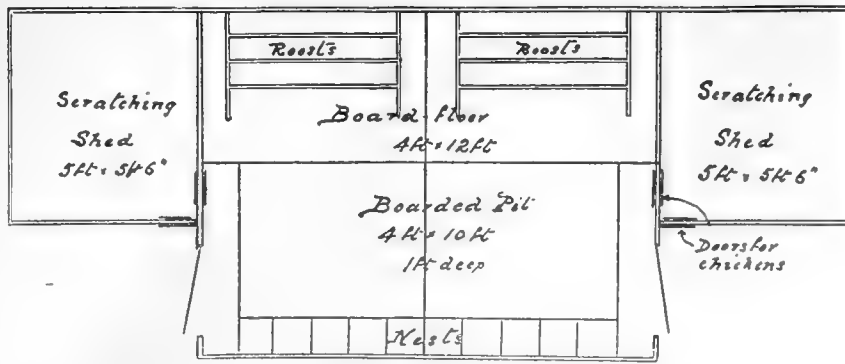 Roosts
Roosts
Scratching
Shed
5ft × 5ft 6"
Board floor
4ft × 12ft
Scratching
Shed
5ft × 5ft 6"
Boarded Pit
4ft × 10ft
1ft deep
Doors for
chickens
Nests